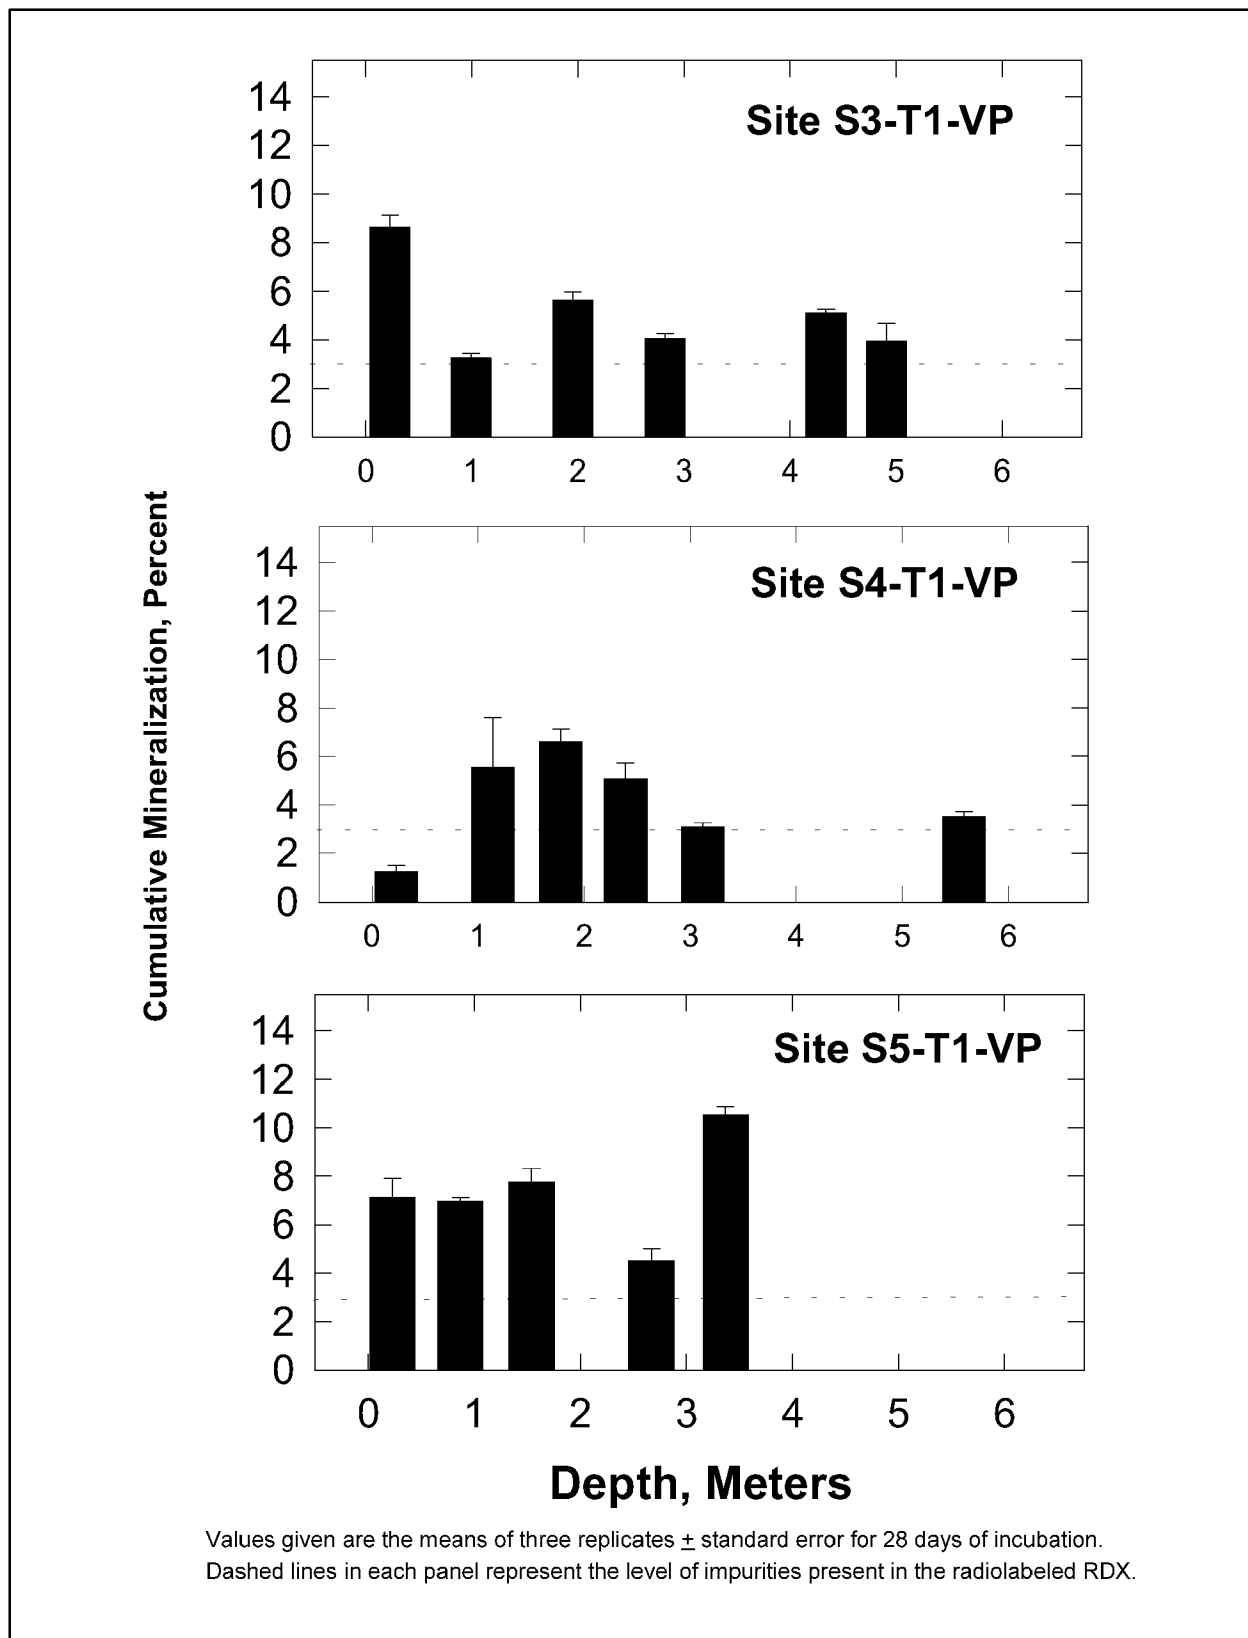 Site S3-T1-VP
14
12
10
8
6
4
2
0
0 1 2 3 4 5 6
Cumulative Mineralization, Percent
Site S4-T1-VP
14
12
10
8
6
4
2
0
0 1 2 3 4 5 6
Site S5-T1-VP
14
12
10
8
6
4
2
0
0 1 2 3 4 5 6
Depth, Meters
Values given are the means of three replicates ± standard error for 28 days of incubation.
Dashed lines in each panel represent the level of impurities present in the radiolabeled RDX.